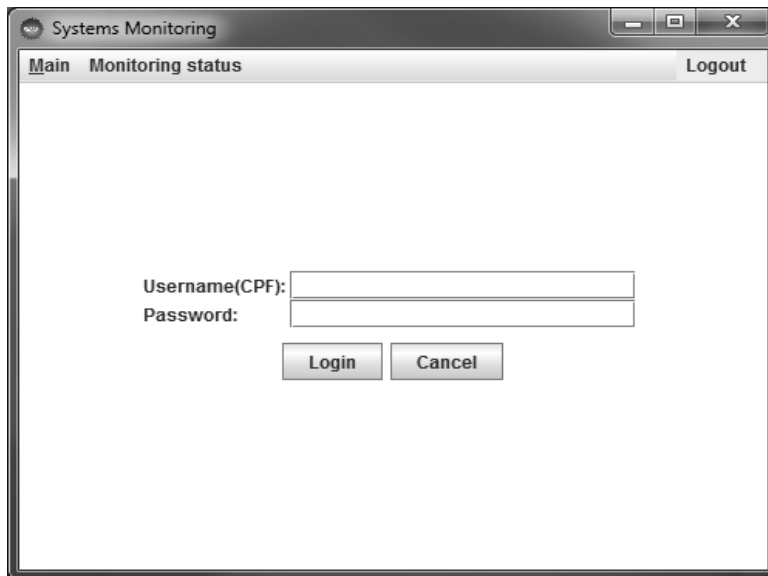 Systems Monitoring
Main Monitoring status Logout
Username(CPF):
Password:
Login Cancel